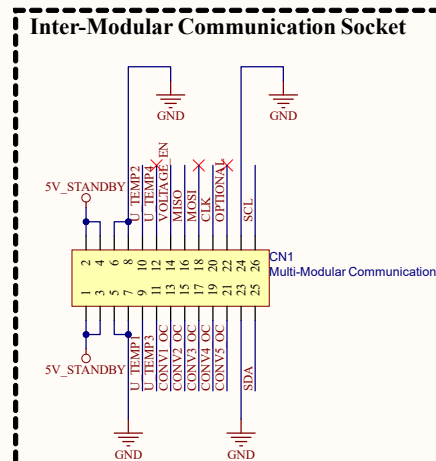 Inter-Modular Communication Socket
GND
GND
5V_STANDBY
U_TEMP2
U_TEMP4
VOLTAGE_EN
MISO
MOSI
CLK
OPTIONAL
SCL
CN1
Multi-Modular Communication
2 4 6 8 10 12 14 16 18 20 22 24 26
1 3 5 7 9 11 13 15 17 19 21 23 25
5V_STANDBY
U_TEMP1
U_TEMP3
CONV1_OC
CONV2_OC
CONV3_OC
CONV4_OC
CONV5_OC
SDA
GND
GND